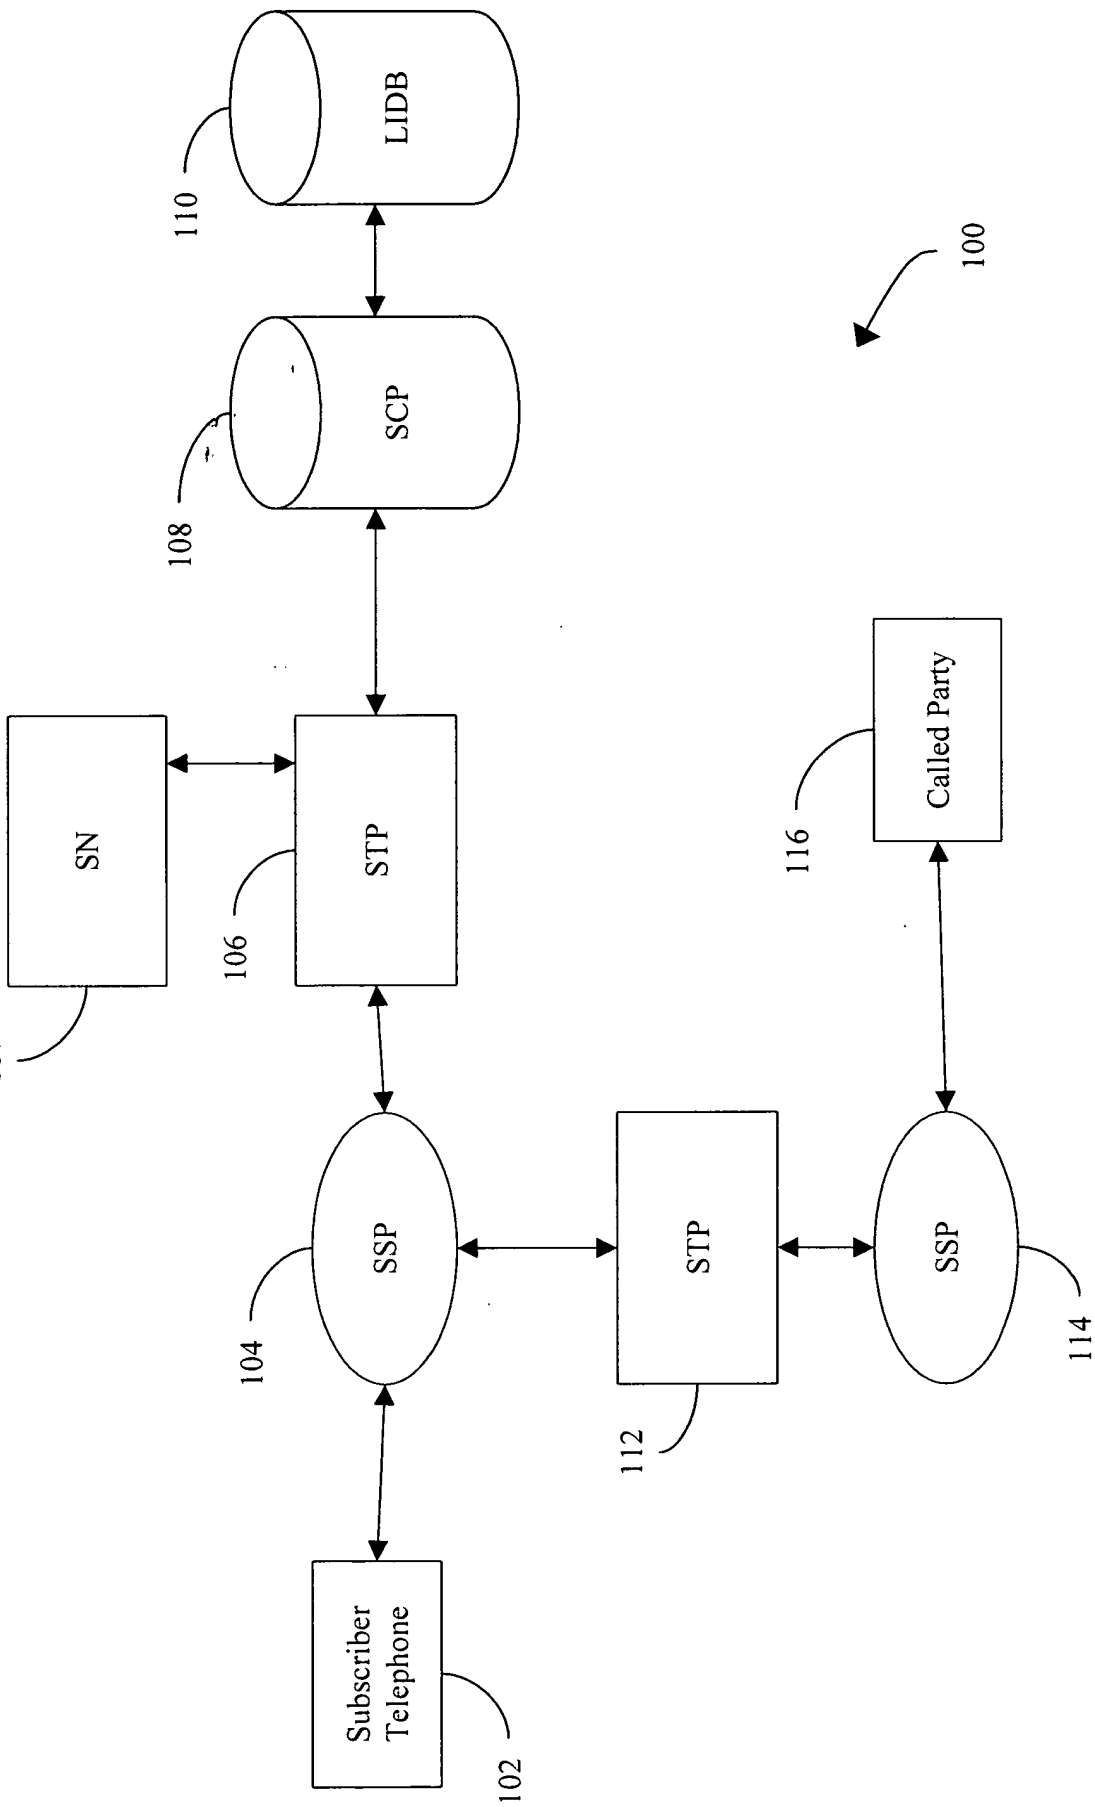 SN
110
108
106
LIDB
SCP
STP
104
SSP
Subscriber
Telephone
102
STP
112
116
Called Party
SSP
114
100